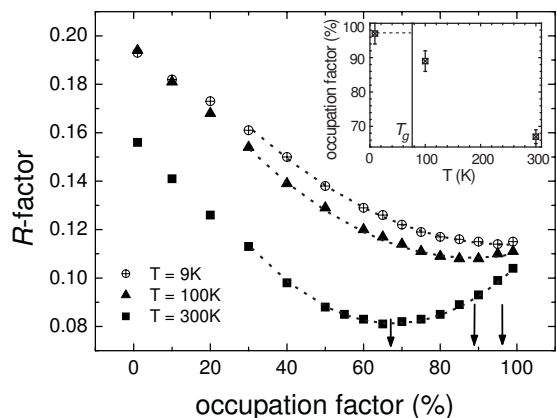 0.20
0.18
0.16
0.14
0.12
0.10
0.08
R-factor
0
20
40
60
80
100
occupation factor (%)
T = 9K
T = 100K
T = 300K
100
90
80
70
occupation factor (%)
Tg
0
100
200
300
T (K)